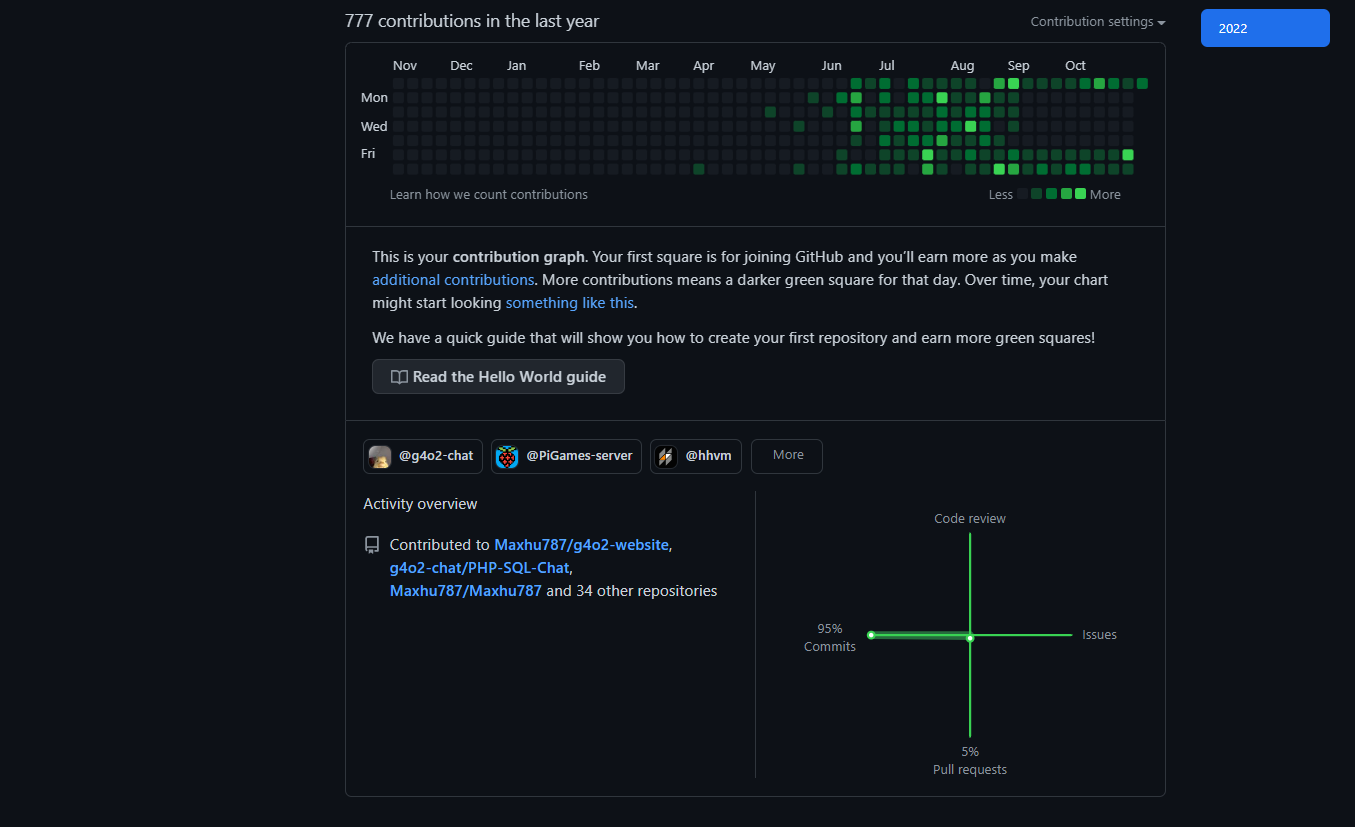 777 contributions in the last year
Contribution settings
2022
Nov Dec Jan Feb Mar Apr May Jun Jul Aug Sep Oct
Mon
Wed
Fri
Learn how we count contributions
Less More
This is your contribution graph. Your first square is for joining GitHub and you’ll earn more as you make
additional contributions. More contributions means a darker green square for that day. Over time, your chart
might start looking something like this.
We have a quick guide that will show you how to create your first repository and earn more green squares!
Read the Hello World guide
@g4o2-chat @PiGames-server @hhvm More
Activity overview
Contributed to Maxhu787/g4o2-website,
g4o2-chat/PHP-SQL-Chat,
Maxhu787/Maxhu787 and 34 other repositories
Code review
95%
Commits
Issues
5%
Pull requests